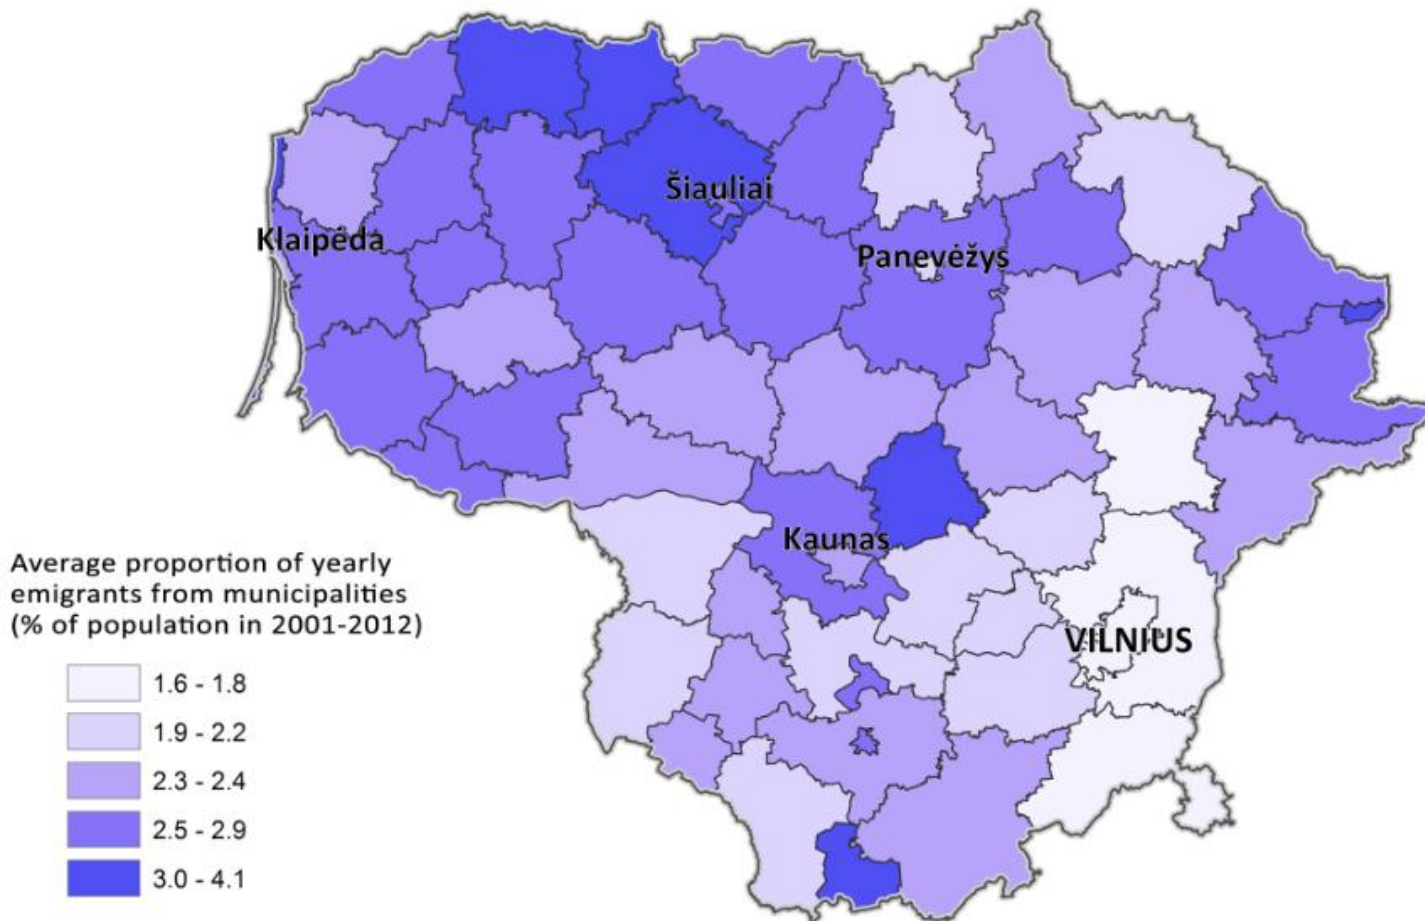 Šiauliai
Klaipėda
Panevėžys
Kaunas
VILNIUS
Average proportion of yearly
emigrants from municipalities
(% of population in 2001-2012)
1.6 - 1.8
1.9 - 2.2
2.3 - 2.4
2.5 - 2.9
3.0 - 4.1